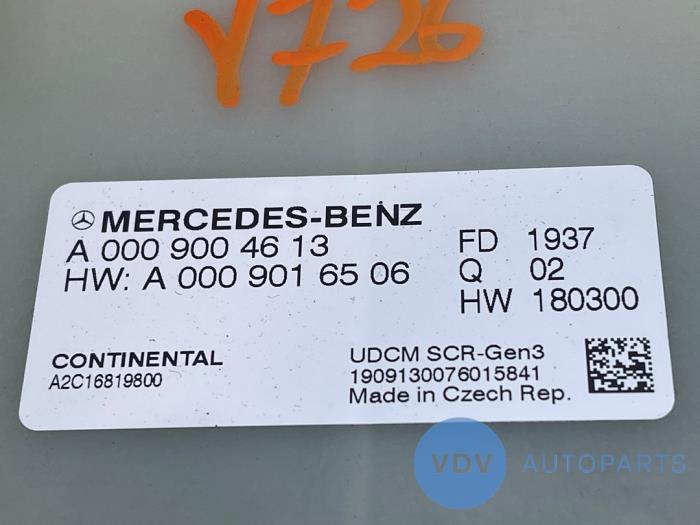 V726
MERCEDES-BENZ
A 000 900 46 13
HW: A 000 901 65 06
FD 1937
Q 02
HW 180300
CONTINENTAL
A2C16819800
UDCM SCR-Gen3
1909130076015841
Made in Czech Rep.
VDV AUTOPARTS